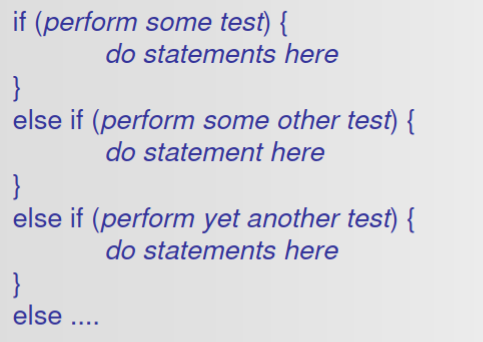 if (perform some test) {
do statements here
}
else if (perform some other test) {
do statement here
}
else if (perform yet another test) {
do statements here
}
else ....